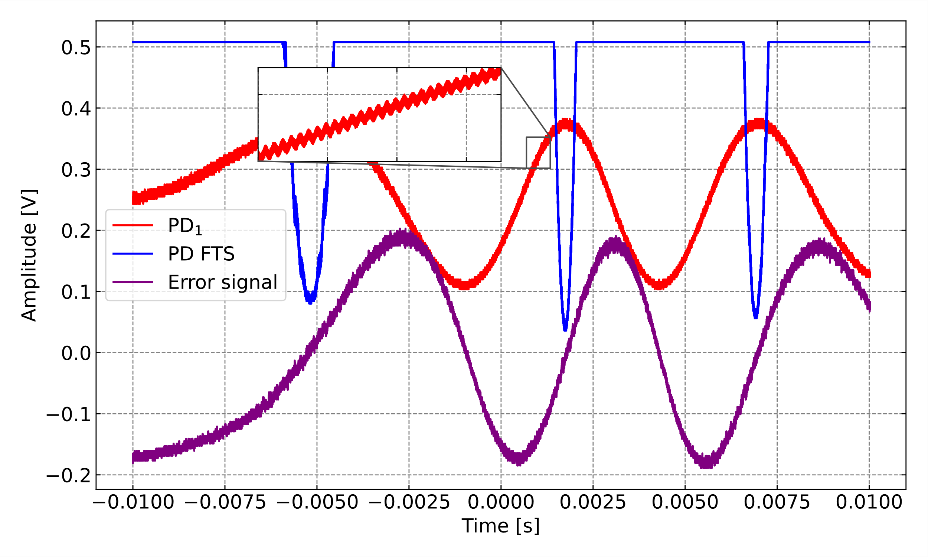 0.5
0.4
0.3
0.2
0.1
0.0
−0.1
−0.2
Amplitude [V]
PD₁
PD FTS
Error signal
−0.0100 −0.0075 −0.0050 −0.0025 0.0000 0.0025 0.0050 0.0075 0.0100
Time [s]